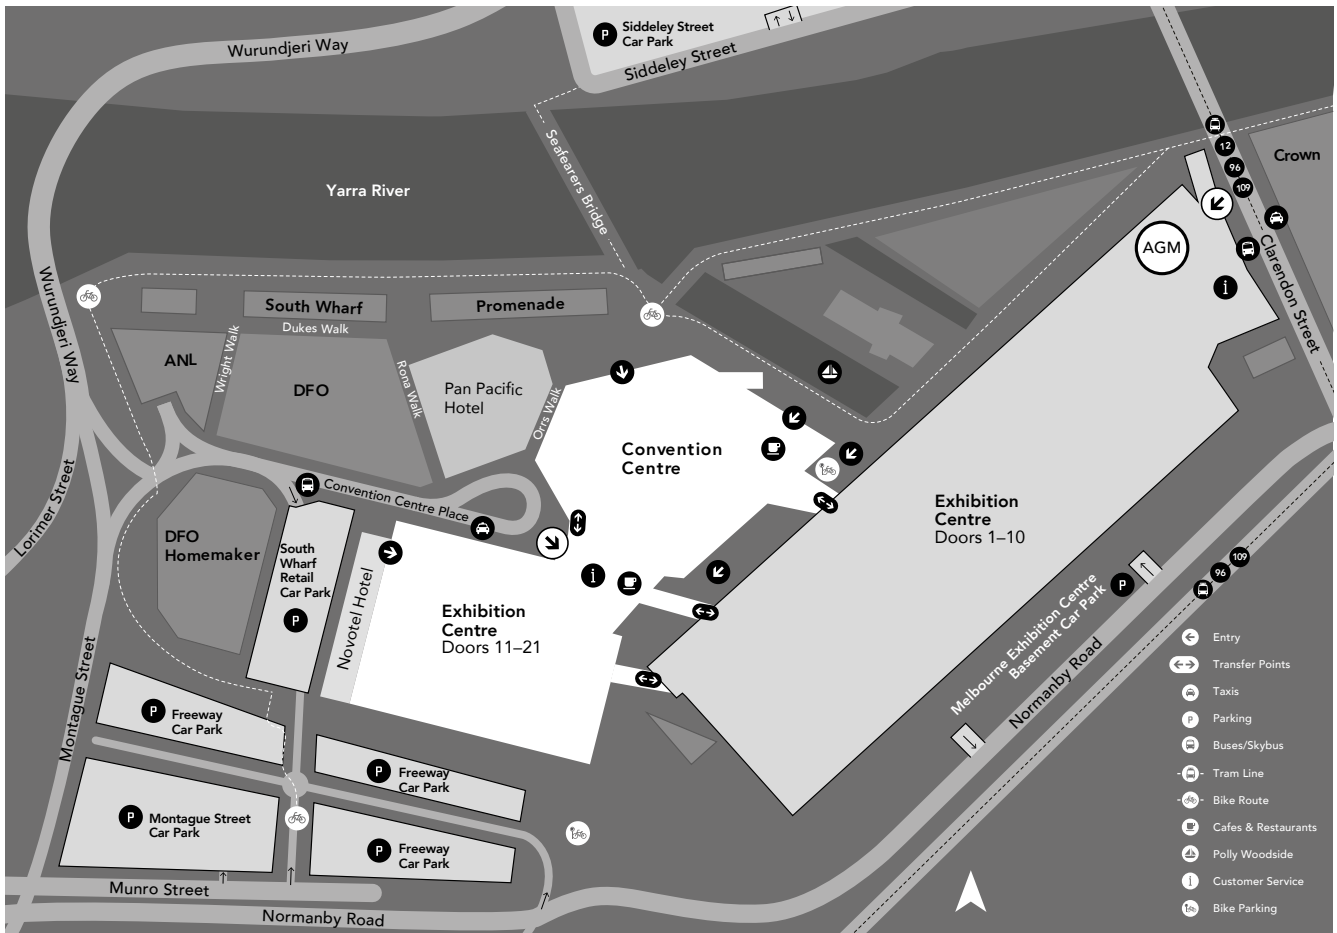 Siddeley Street
Car Park
P
Siddeley Street
Wurundjeri Way
Seafarers Bridge
Yarra River
12
96
109
Crown
AGM
Clarendon Street
i
Wurundjeri Way
South Wharf
Promenade
Dukes Walk
ANL
Wright Walk
DFO
Rona Walk
Pan Pacific
Hotel
Orrs Walk
Convention
Centre
Exhibition
Centre
Doors 1–10
Lorimer Street
Convention Centre Place
DFO
Homemaker
South
Wharf
Retail
Car Park
P
Novotel Hotel
i
Exhibition
Centre
Doors 11–21
109
96
P
Melbourne Exhibition Centre
Basement Car Park
Normanby Road
Montague Street
P
Freeway
Car Park
P
Freeway
Car Park
P
Montague Street
Car Park
P
Freeway
Car Park
Munro Street
Normanby Road
Entry
Transfer Points
Taxis
P
Parking
Buses/Skybus
Tram Line
Bike Route
Cafes & Restaurants
Polly Woodside
i
Customer Service
Bike Parking